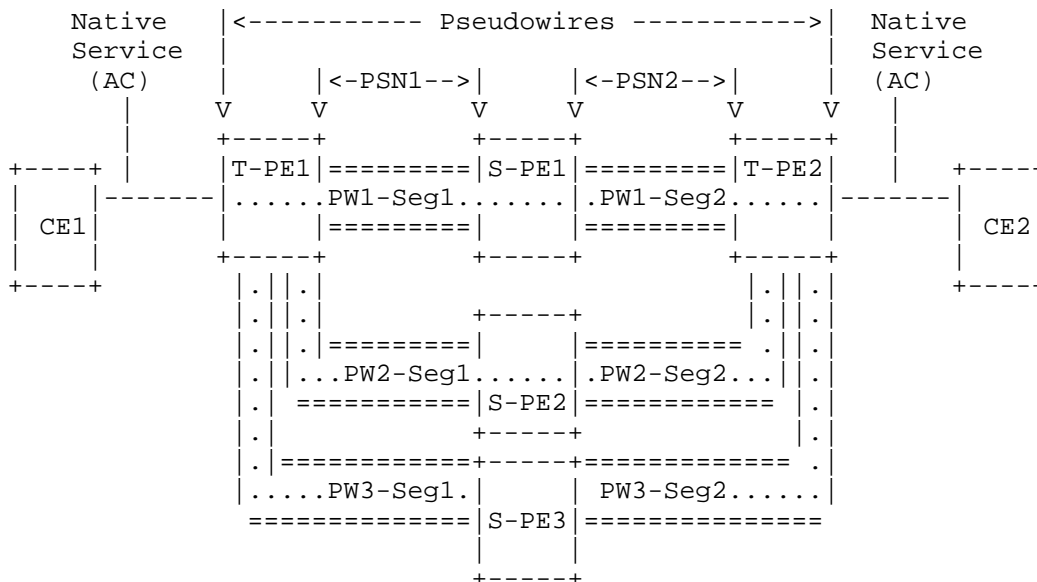 Native |<----------- Pseudowires ----------->| Native
Service | | Service
(AC) | |<-PSN1-->| |<-PSN2-->| | (AC)
| V V V V V V |
| +-----+ +-----+ +-----+ |
+----+ | |T-PE1|=========|S-PE1|=========|T-PE2| | +----
| |-------|......PW1-Seg1.......|.PW1-Seg2......|-------|
| CE1| | |=========| |=========| | | CE2
| | +-----+ +-----+ +-----+ |
+----+ |.||.| |.||.| +----
|.||.| +-----+ |.||.|
|.||.|=========| |========== .||.|
|.||...PW2-Seg1......|.PW2-Seg2...||.|
|.| ===========|S-PE2|============ |.|
|.| +-----+ |.|
|.|============+-----+============= .|
|.....PW3-Seg1.| | PW3-Seg2......|
==============|S-PE3|===============
| |
+-----+